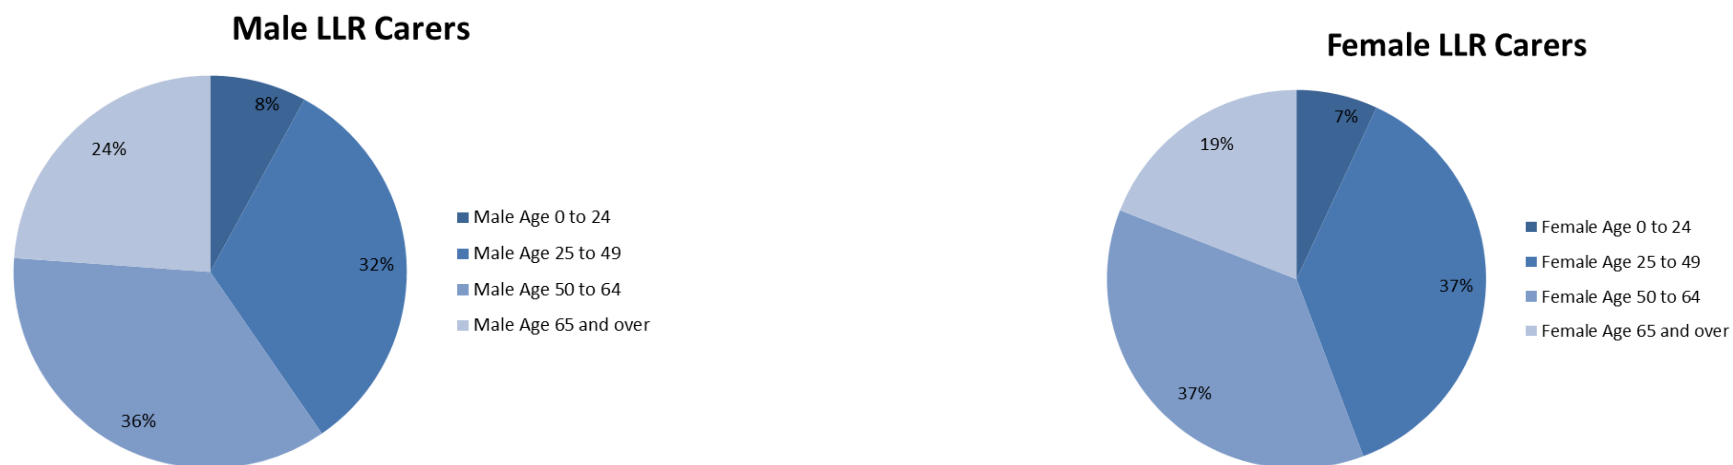 Male LLR Carers
8%
24%
32%
36%
Male Age 0 to 24
Male Age 25 to 49
Male Age 50 to 64
Male Age 65 and over
Female LLR Carers
7%
19%
37%
37%
Female Age 0 to 24
Female Age 25 to 49
Female Age 50 to 64
Female Age 65 and over